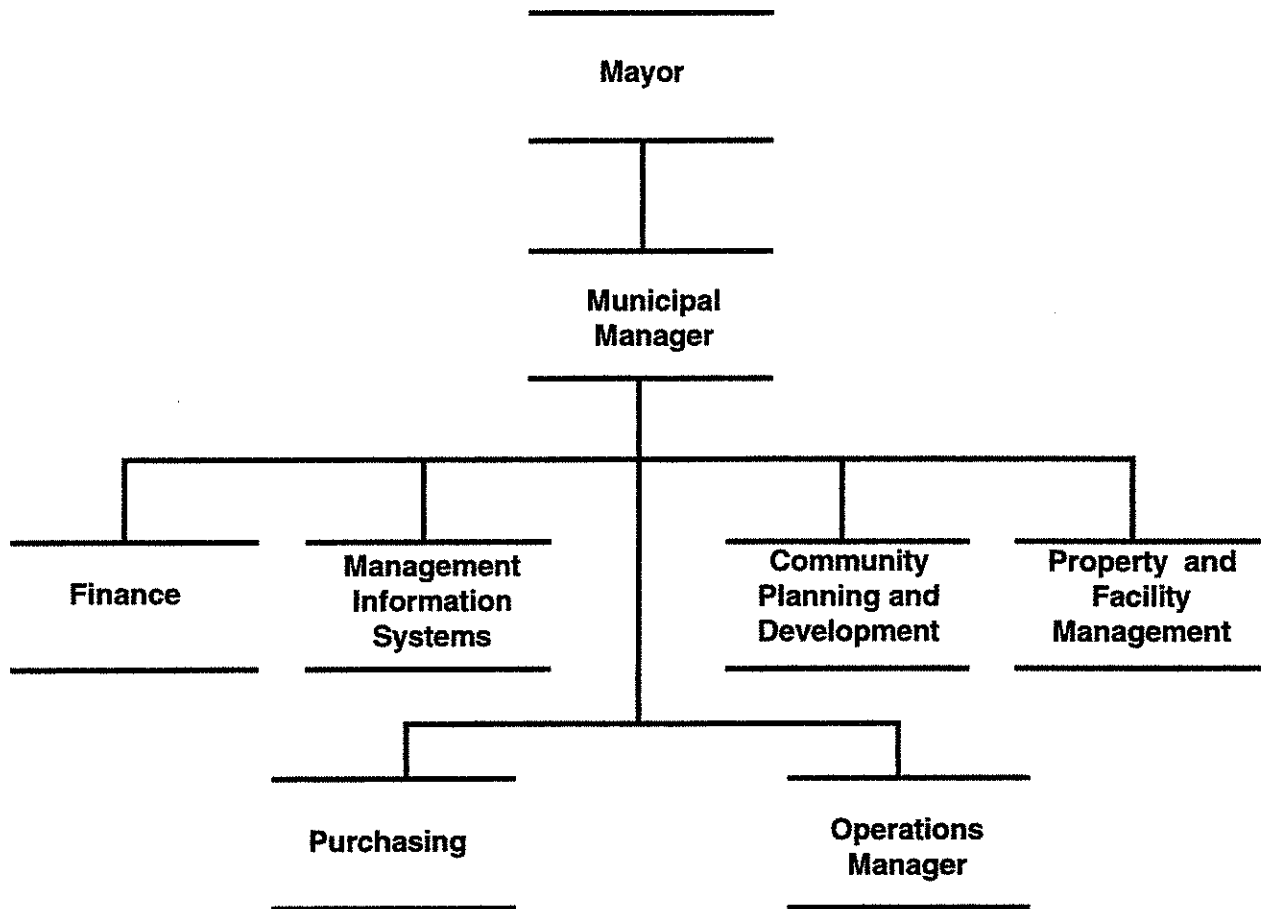 Mayor
Municipal
Manager
Finance
Management
Information
Systems
Community
Planning and
Development
Property and
Facility
Management
Purchasing
Operations
Manager